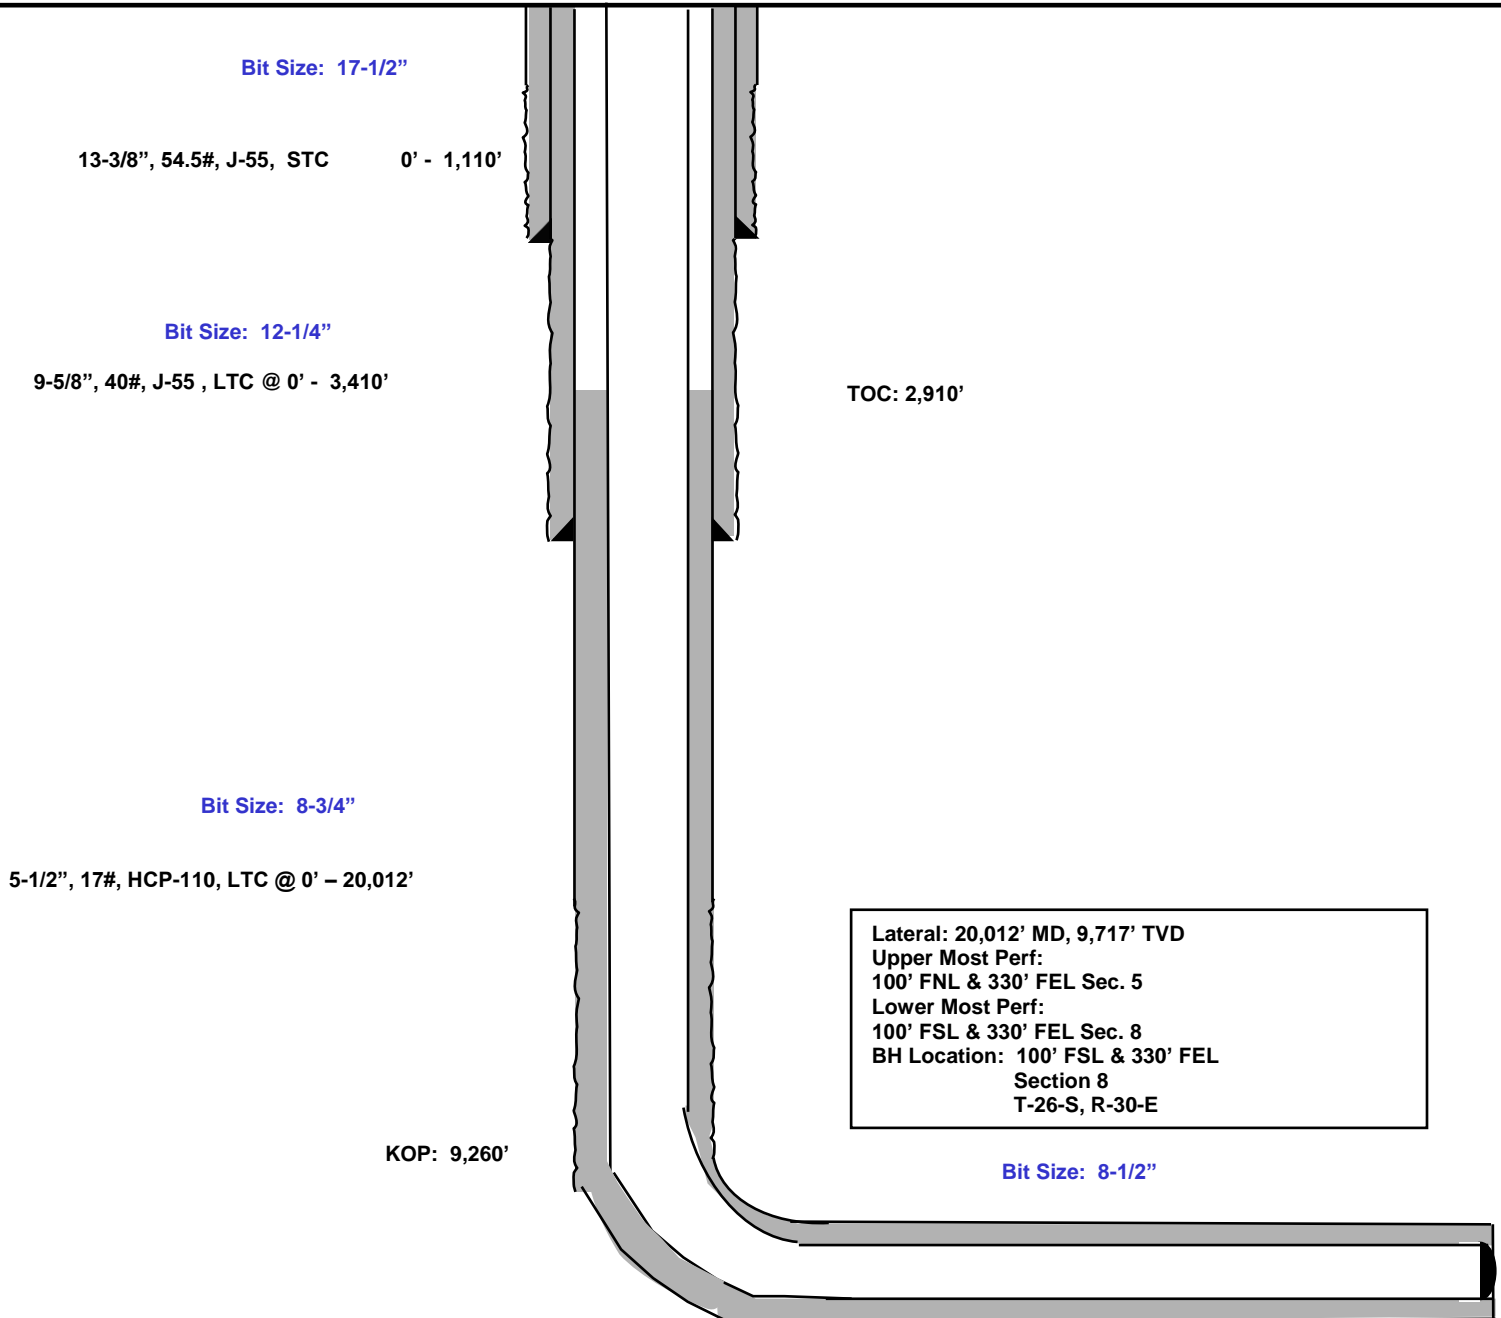 Bit Size: 17-1/2”
13-3/8”, 54.5#, J-55, STC 0’ - 1,110’
Bit Size: 12-1/4”
9-5/8”, 40#, J-55 , LTC @ 0’ - 3,410’
TOC: 2,910’
Bit Size: 8-3/4”
5-1/2”, 17#, HCP-110, LTC @ 0’ – 20,012’
Lateral: 20,012’ MD, 9,717’ TVD
Upper Most Perf:
100’ FNL & 330’ FEL Sec. 5
Lower Most Perf:
100’ FSL & 330’ FEL Sec. 8
BH Location: 100’ FSL & 330’ FEL
Section 8
T-26-S, R-30-E
KOP: 9,260’
Bit Size: 8-1/2”